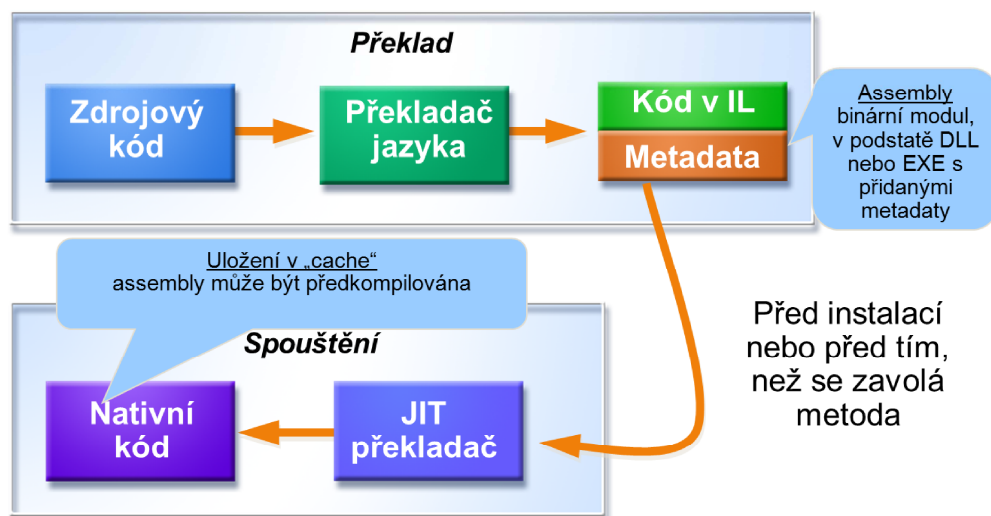 Překlad
Zdrojový
kód
Překladač
jazyka
Kód v IL
Metadata
Assembly
binární modul,
v podstatě DLL
nebo EXE s
přidanými
metadaty
Uložení v „cache“
assembly může být předkompilována
Spouštění
Nativní
kód
JIT
překladač
Před instalací
nebo před tím,
než se zavolá
metoda